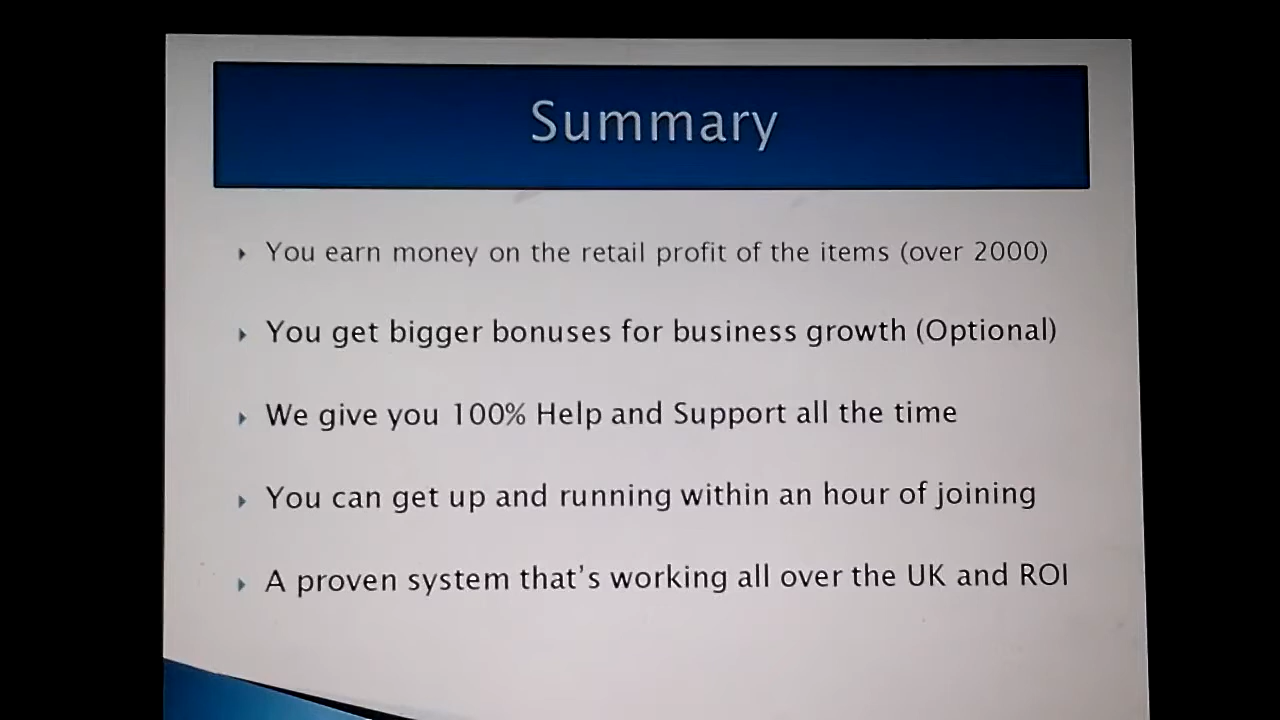 Summary
You earn money on the retail profit of the items (over 2000)
You get bigger bonuses for business growth (Optional)
We give you 100% Help and Support all the time
You can get up and running within an hour of joining
A proven system that's working all over the UK and ROI